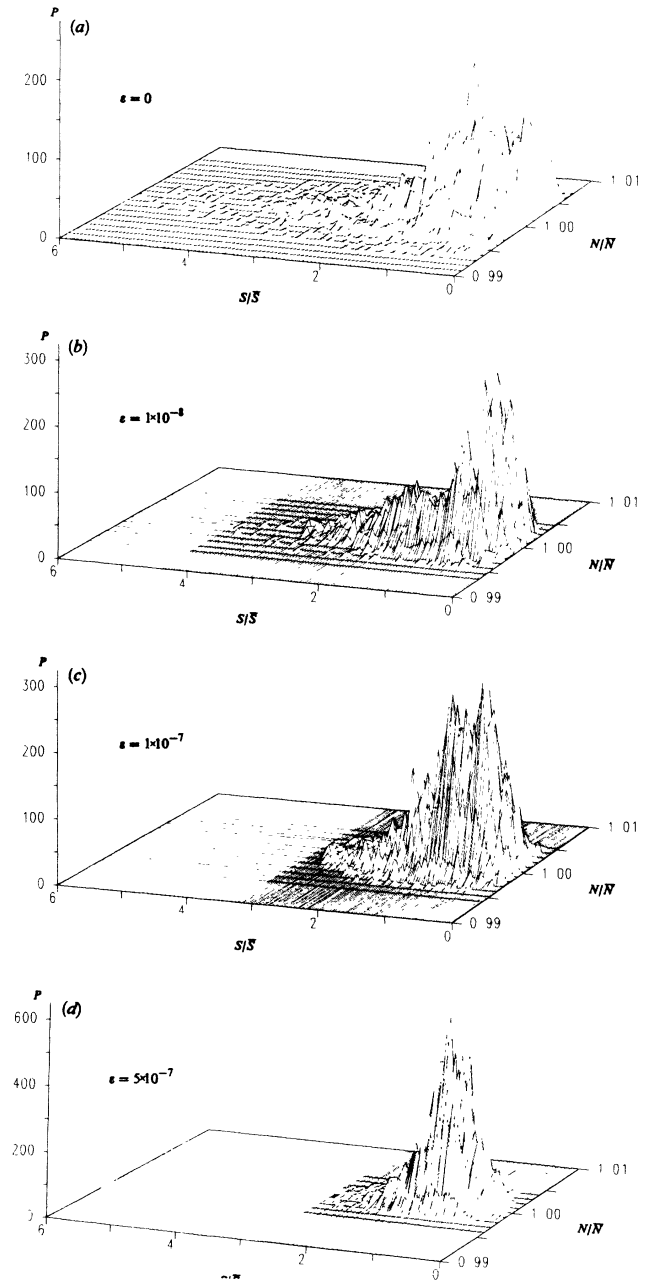 P
(a)
200
ε = 0
100
0
6
4
2
0
S/S̅
0 99
1 00
1 01
N/N̅
P
(b)
300
200
ε = 1×10⁻⁸
100
0
6
4
2
0
S/S̅
0 99
1 00
1 01
N/N̅
P
(c)
300
ε = 1×10⁻⁷
200
100
0
6
4
2
0
S/S̅
0 99
1 00
1 01
N/N̅
P
(d)
600
ε = 5×10⁻⁷
400
200
6
4
2
0
0 99
1 00
1 01
N/N̅